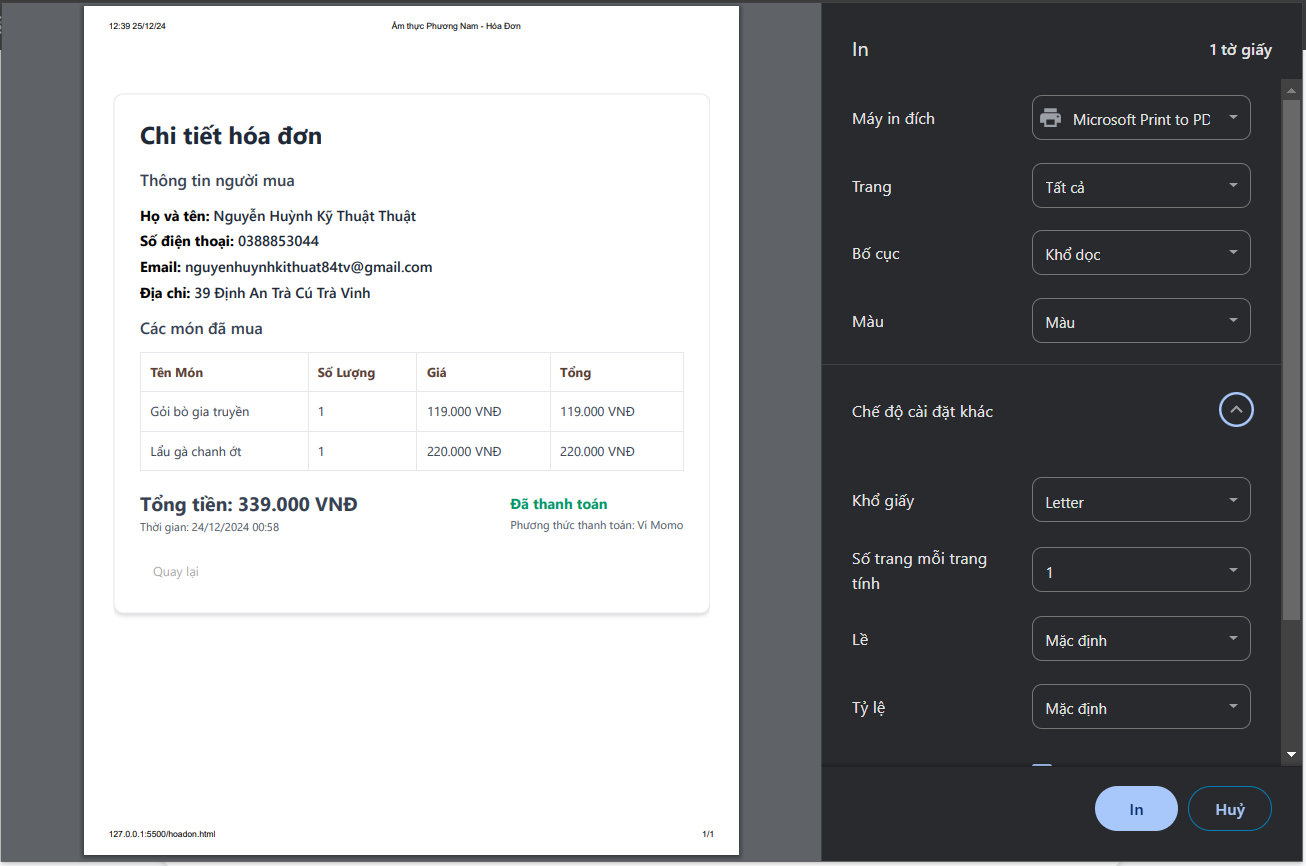 12:39 25/12/24
Ẩm thực Phương Nam - Hóa Đơn
Chi tiết hóa đơn
Thông tin người mua
Họ và tên: Nguyễn Huỳnh Kỹ Thuật Thuật
Số điện thoại: 0388853044
Email: nguyenhuynhkithuat84tv@gmail.com
Địa chỉ: 39 Định An Trà Cú Trà Vinh
Các món đã mua
Tên Món Số Lượng Giá Tổng
Gỏi bò gia truyền 1 119.000 VNĐ 119.000 VNĐ
Lẩu gà chanh ớt 1 220.000 VNĐ 220.000 VNĐ
Tổng tiền: 339.000 VNĐ
Thời gian: 24/12/2024 00:58
Đã thanh toán
Phương thức thanh toán: Ví Momo
Quay lại
127.0.0.1:5500/hoadon.html
1/1
In
1 tờ giấy
Máy in đích Microsoft Print to PD
Trang Tất cả
Bố cục Khổ dọc
Màu Màu
Chế độ cài đặt khác
Khổ giấy Letter
Số trang mỗi trang
tính
1
Lề Mặc định
Tỷ lệ Mặc định
In Huỷ